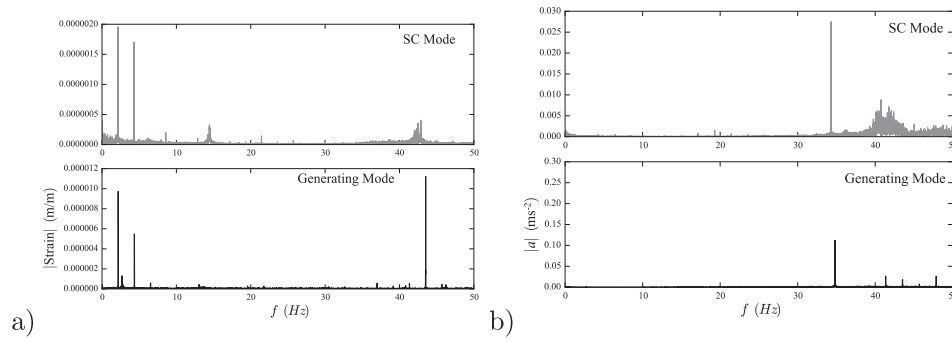 0.0000020
SC Mode
0.0000015
0.0000010
0.0000005
0.0000000
0 10 20 30 40 50
0.000012
Generating Mode
0.000010
0.000008
0.000006
0.000004
0.000002
0.000000
0 10 20 30 40 50
|Strain| (m/m)
f (Hz)
a)
0.030
SC Mode
0.025
0.020
0.015
0.010
0.005
0.000
0 10 20 30 40 50
0.30
Generating Mode
0.25
0.20
0.15
0.10
0.05
0.00
0 10 20 30 40 50
|a| (ms-2)
f (Hz)
b)